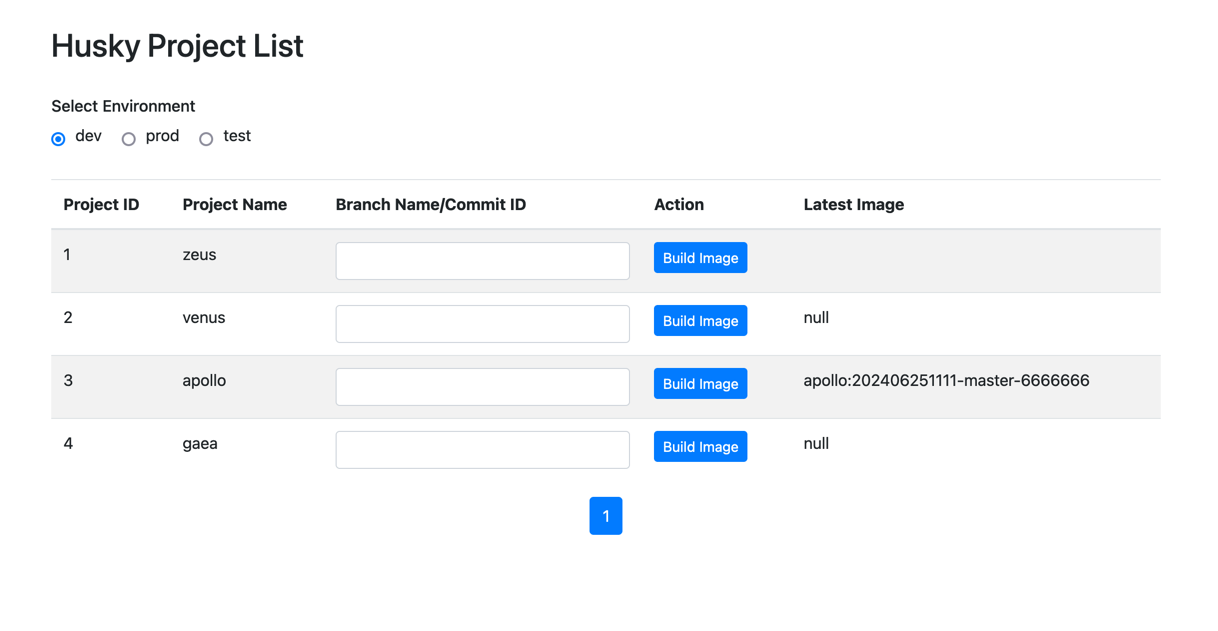 Husky Project List
Select Environment
dev prod test
Project ID Project Name Branch Name/Commit ID Action Latest Image
1 zeus Build Image
2 venus Build Image null
3 apollo Build Image apollo:202406251111-master-6666666
4 gaea Build Image null
1